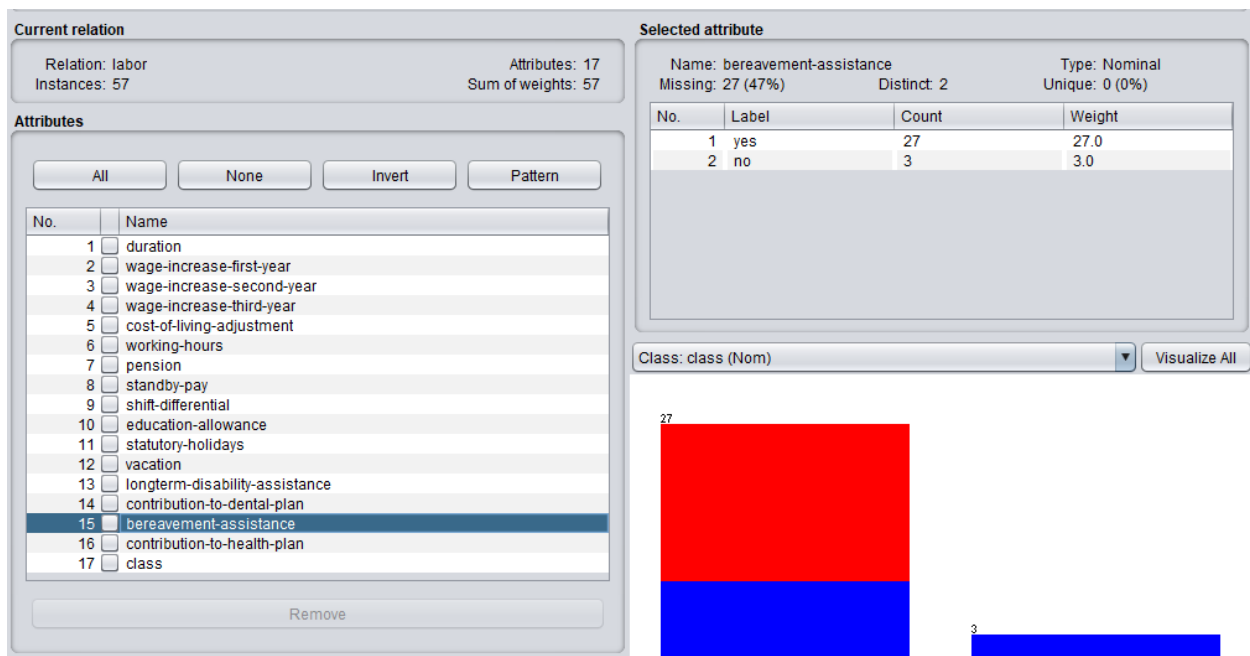 Current relation
Relation: labor Attributes: 17
Instances: 57 Sum of weights: 57
Attributes
All None Invert Pattern
No. Name
1 duration
2 wage-increase-first-year
3 wage-increase-second-year
4 wage-increase-third-year
5 cost-of-living-adjustment
6 working-hours
7 pension
8 standby-pay
9 shift-differential
10 education-allowance
11 statutory-holidays
12 vacation
13 longterm-disability-assistance
14 contribution-to-dental-plan
15 bereavement-assistance
16 contribution-to-health-plan
17 class
Remove
Selected attribute
Name: bereavement-assistance Type: Nominal
Missing: 27 (47%) Distinct: 2 Unique: 0 (0%)
No. Label Count Weight
1 yes 27 27.0
2 no 3 3.0
Class: class (Nom) Visualize All
27
3